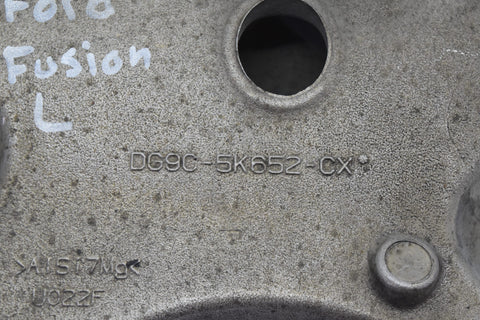 Ford
Fusion
L
DG9C-5K652-CX
>AlSi7Mg<
U022F